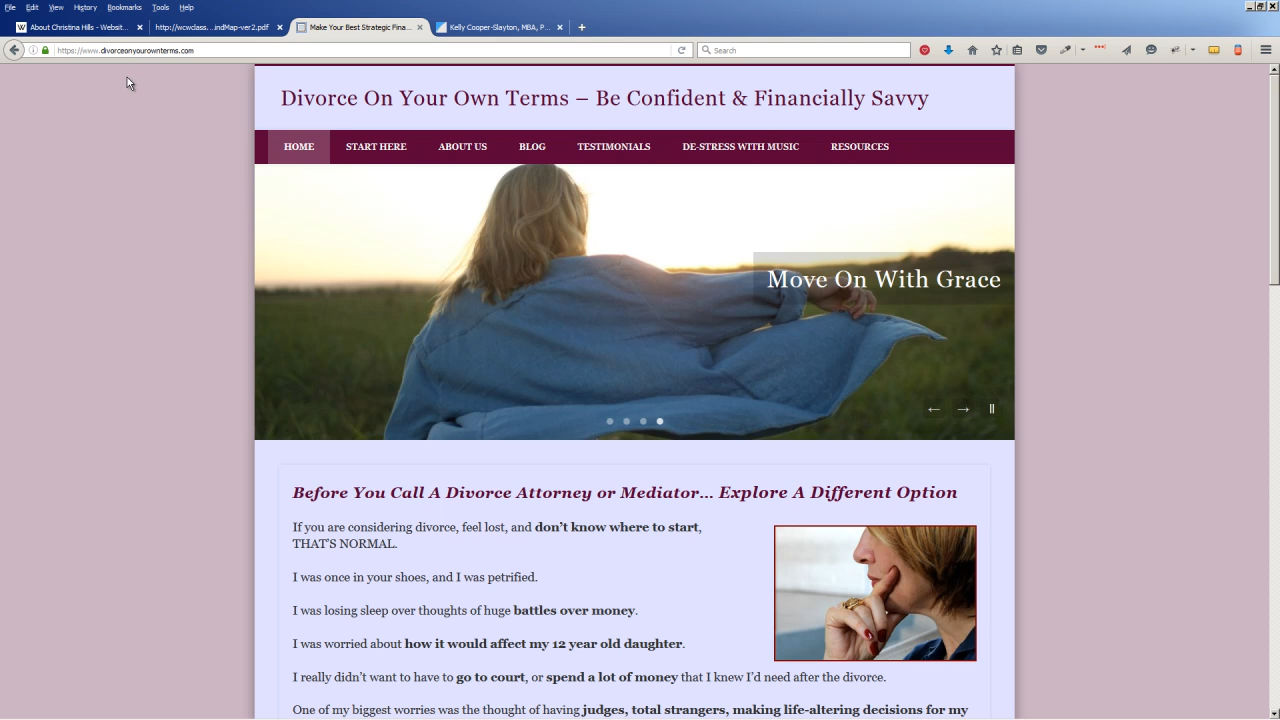 File Edit View History Bookmarks Tools Help
About Christina Hills - Websit...
http://wcwclass....indMap-ver2.pdf
Make Your Best Strategic Fina...
Kelly Cooper-Slayton, MBA, P...
https://www.divorceonyourownterms.com
Search
Divorce On Your Own Terms – Be Confident & Financially Savvy
HOME START HERE ABOUT US BLOG TESTIMONIALS DE-STRESS WITH MUSIC RESOURCES
Move On With Grace
Before You Call A Divorce Attorney or Mediator... Explore A Different Option
If you are considering divorce, feel lost, and don't know where to start,
THAT'S NORMAL.
I was once in your shoes, and I was petrified.
I was losing sleep over thoughts of huge battles over money.
I was worried about how it would affect my 12 year old daughter.
I really didn't want to have to go to court, or spend a lot of money that I knew I'd need after the divorce.
One of my biggest worries was the thought of having judges, total strangers, making life-altering decisions for my